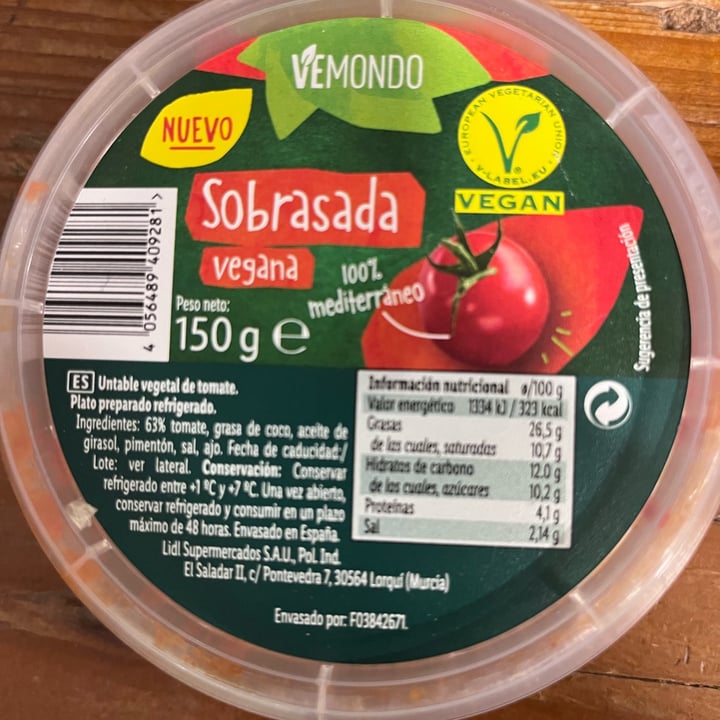 VEMONDO
NUEVO
EUROPEAN VEGETARIAN UNION
V-LABEL.EU
VEGAN
Sobrasada
vegana
100%
mediterráneo
Peso neto:
150 g e
4 056489 409281 >
Sugerencia de presentación
ES Untable vegetal de tomate.
Plato preparado refrigerado.
Ingredientes: 63% tomate, grasa de coco, aceite de
girasol, pimentón, sal, ajo. Fecha de caducidad:/
Lote: ver lateral. Conservación: Conservar
refrigerado entre +1 ºC y +7 ºC. Una vez abierto,
conservar refrigerado y consumir en un plazo
máximo de 48 horas. Envasado en España.
Lidl Supermercados S.A.U., Pol. Ind.
El Saladar II, c/ Pontevedra 7, 30564 Lorquí (Murcia)
Envasado por: F03842671.
Información nutricional ø/100 g
Valor energético 1334 kJ / 323 kcal
Grasas 26,5 g
de las cuales, saturadas 10,7 g
Hidratos de carbono 12,0 g
de los cuales, azúcares 10,2 g
Proteínas 4,1 g
Sal 2,14 g